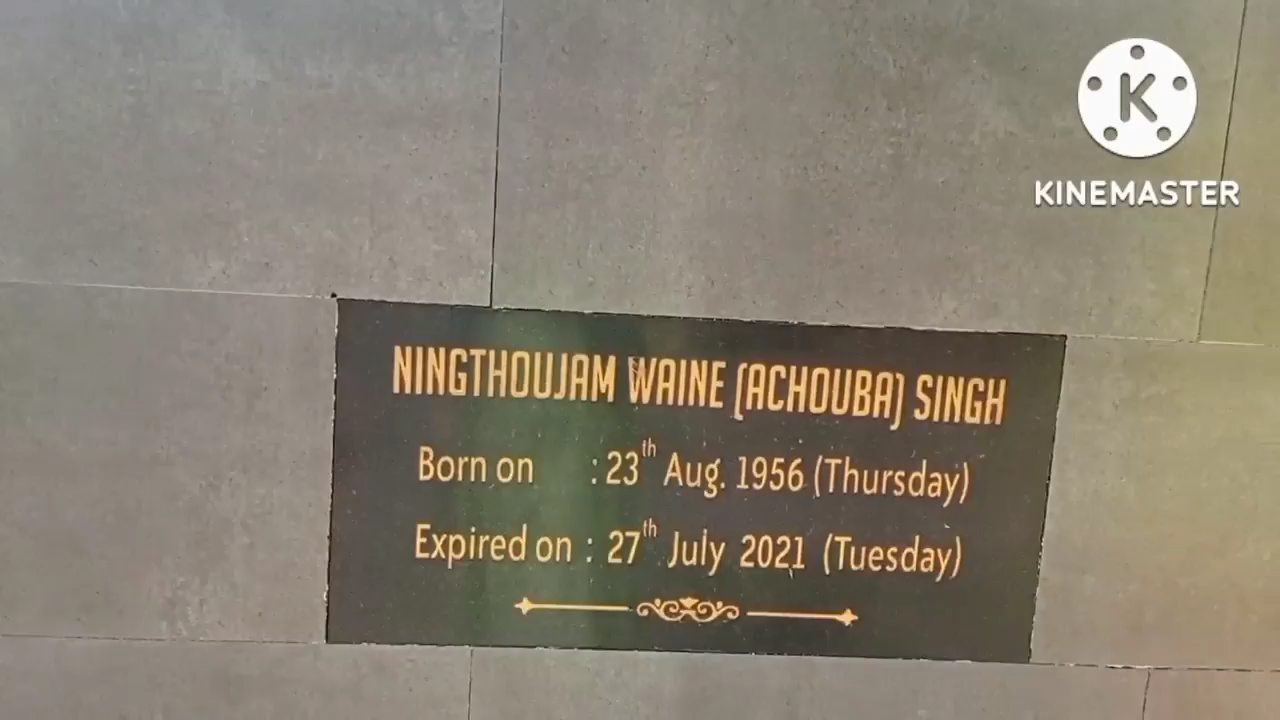 K
KINEMASTER
NINGTHOUJAM WAINE (ACHOUBA) SINGH
Born on : 23th Aug. 1956 (Thursday)
Expired on : 27th July 2021 (Tuesday)